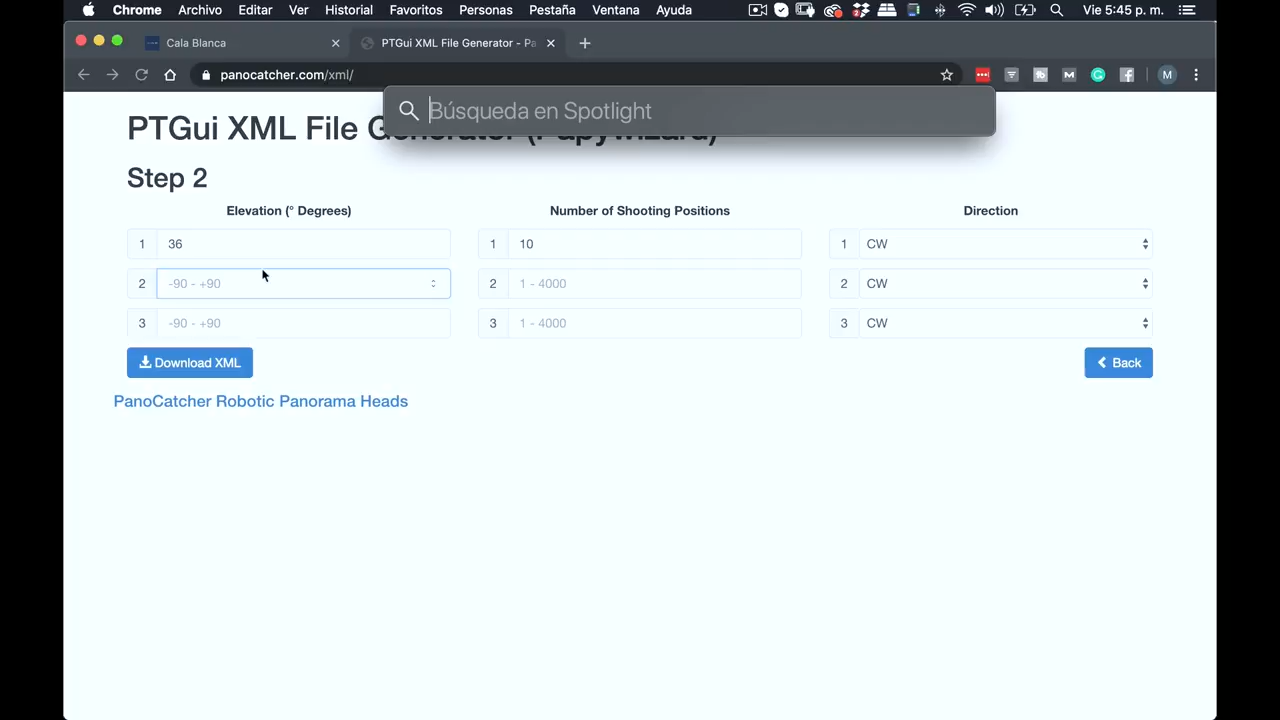 Chrome Archivo Editar Ver Historial Favoritos Personas Pestaña Ventana Ayuda Vie 5:45 p. m.
Cala Blanca PTGui XML File Generator - Pa
panocatcher.com/xml/ M
Búsqueda en Spotlight
PTGui XML File Generator (Papywizard)
Step 2
Elevation (° Degrees) Number of Shooting Positions Direction
1 36 1 10 1 CW
2 -90 - +90 2 1 - 4000 2 CW
3 -90 - +90 3 1 - 4000 3 CW
Download XML Back
PanoCatcher Robotic Panorama Heads